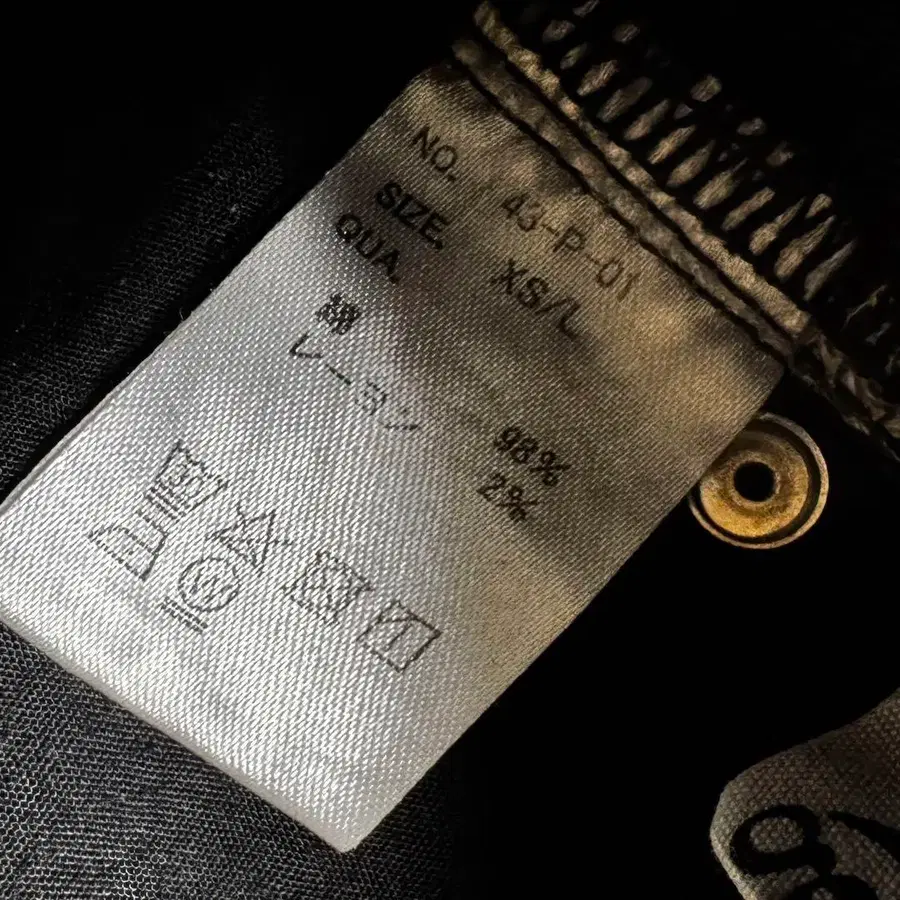 NO. 43-P-01
SIZE. XS/L
QUA.
綿 98%
レーヨン 2%
W